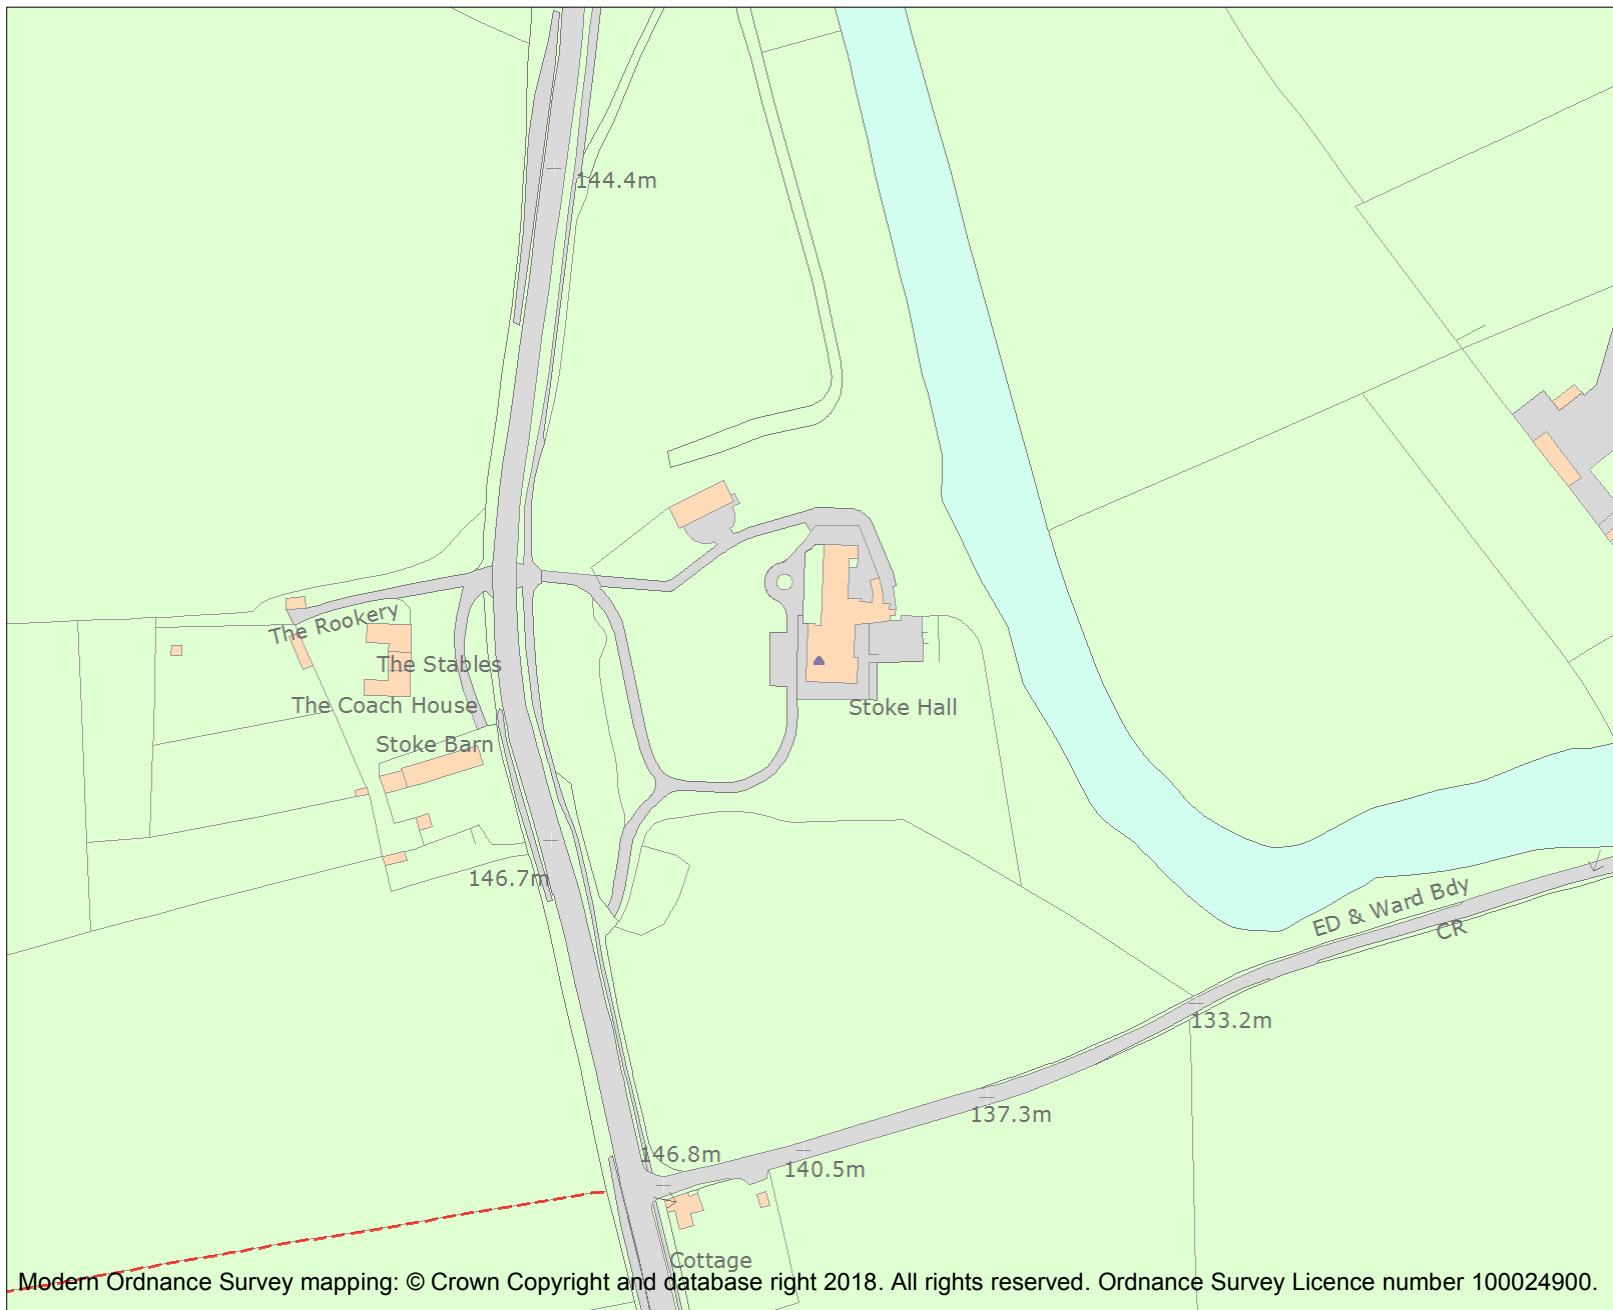 144.4m
The Rookery
The Stables
The Coach House
Stoke Hall
Stoke Barn
146.7m
ED & Ward Bdy
CR
133.2m
137.3m
146.8m
140.5m
Cottage
Modern Ordnance Survey mapping: © Crown Copyright and database right 2018. All rights reserved. Ordnance Survey Licence number 100024900.